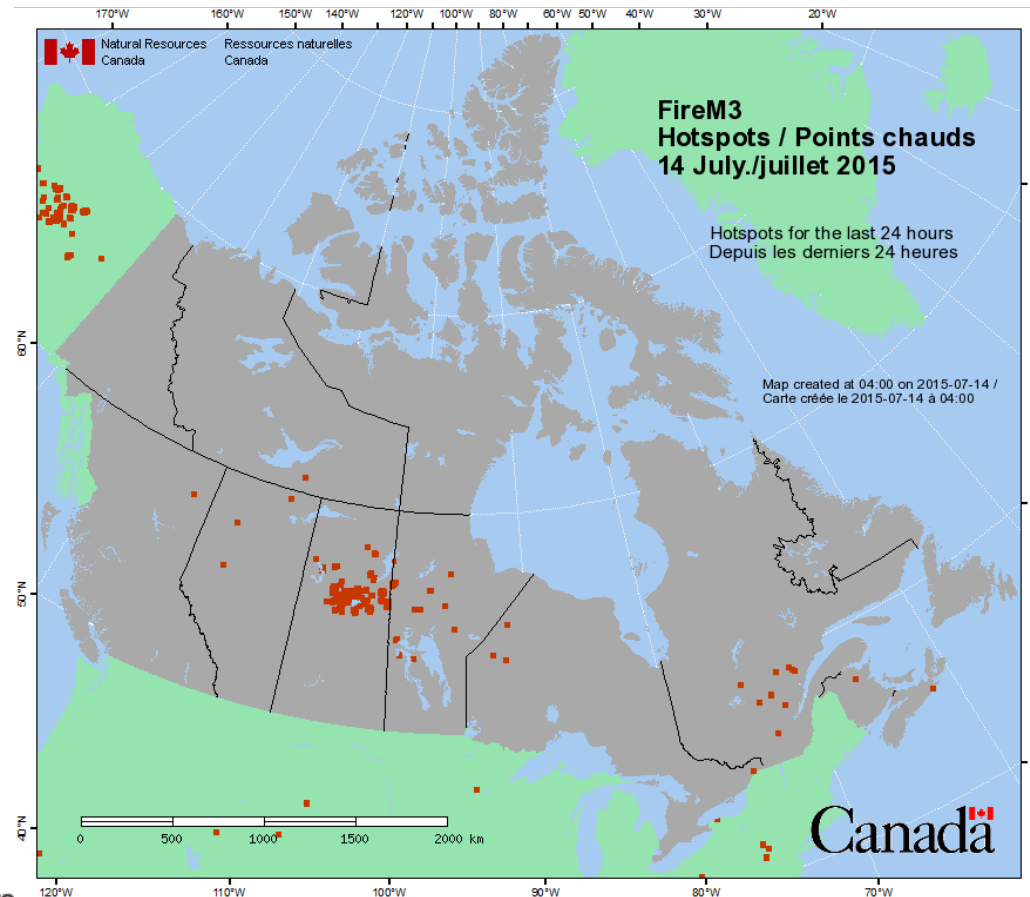 170°W 160°W 150°W 140°W 130°W 120°W 110°W 100°W 90°W 80°W 70°W 60°W 50°W 40°W 30°W 20°W
Natural Resources Ressources naturelles
Canada Canada
FireM3
Hotspots / Points chauds
14 July./juillet 2015
Hotspots for the last 24 hours
Depuis les derniers 24 heures
60°N
Map created at 04:00 on 2015-07-14 /
Carte créée le 2015-07-14 à 04:00
50°N
40°N
0 500 1000 1500 2000 km
Canada
120°W 110°W 100°W 90°W 80°W 70°W